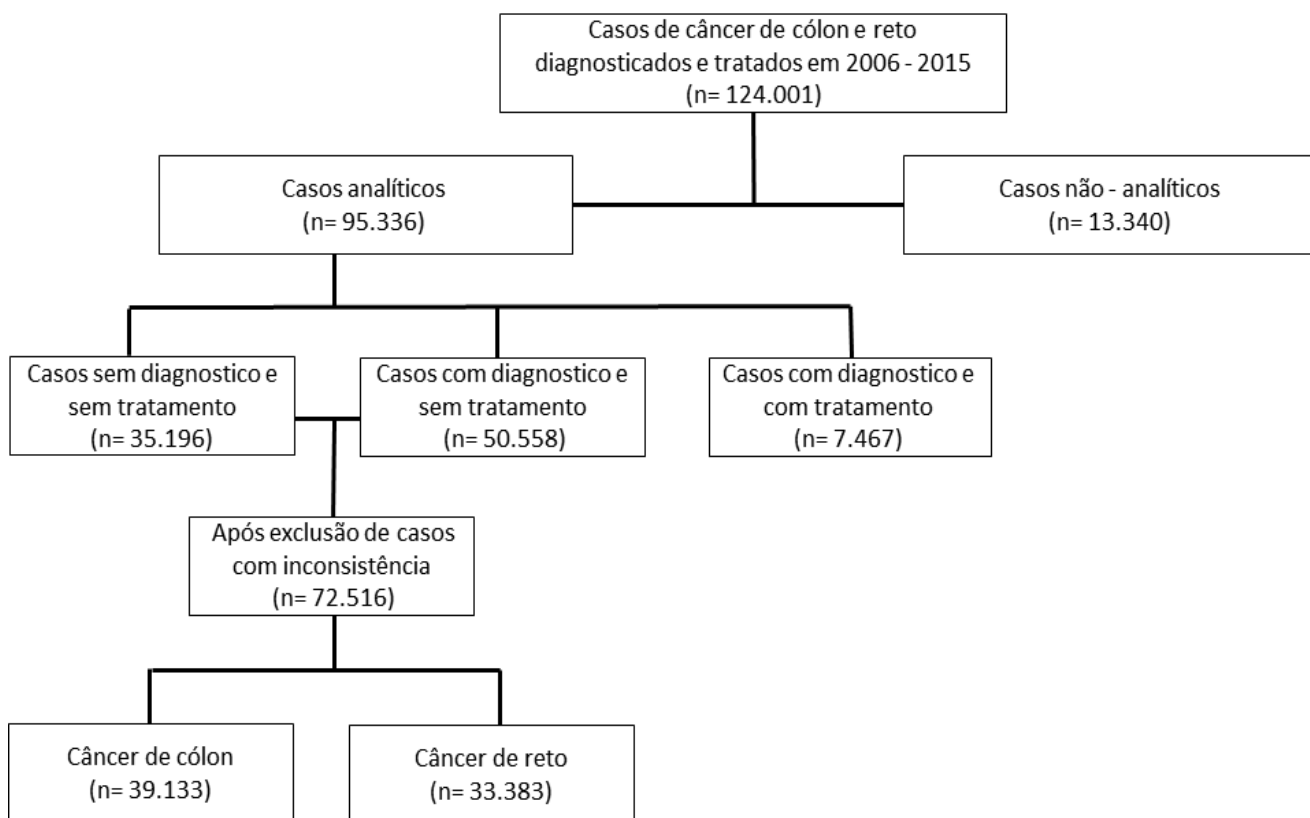 Casos de câncer de cólon e reto
diagnosticados e tratados em 2006 - 2015
(n= 124.001)
Casos analíticos
(n= 95.336)
Casos não - analíticos
(n= 13.340)
Casos sem diagnostico e
sem tratamento
(n= 35.196)
Casos com diagnostico e
sem tratamento
(n= 50.558)
Casos com diagnostico e
com tratamento
(n= 7.467)
Após exclusão de casos
com inconsistência
(n= 72.516)
Câncer de cólon
(n= 39.133)
Câncer de reto
(n= 33.383)